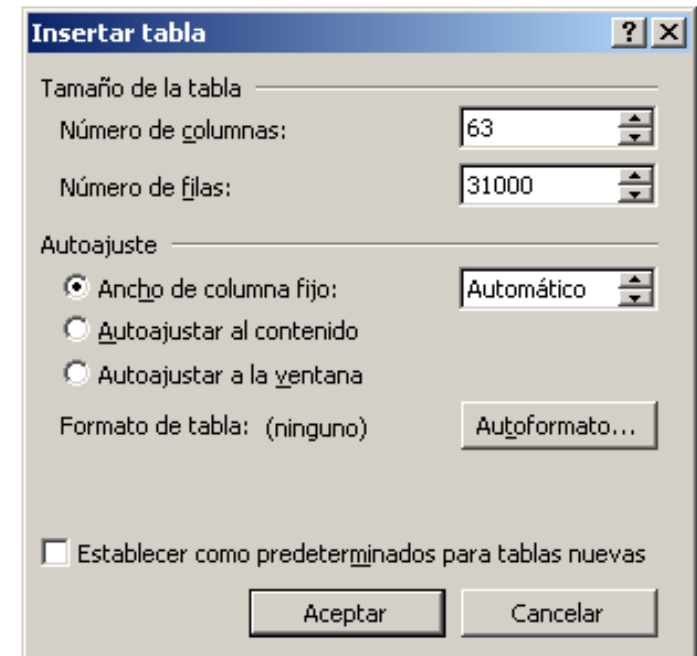 Insertar tabla
Tamaño de la tabla
Número de columnas: 63
Número de filas: 31000
Autoajuste
Ancho de columna fijo: Automático
Autoajustar al contenido
Autoajustar a la ventana
Formato de tabla: (ninguno) Autoformato...
Establecer como predeterminados para tablas nuevas
Aceptar Cancelar